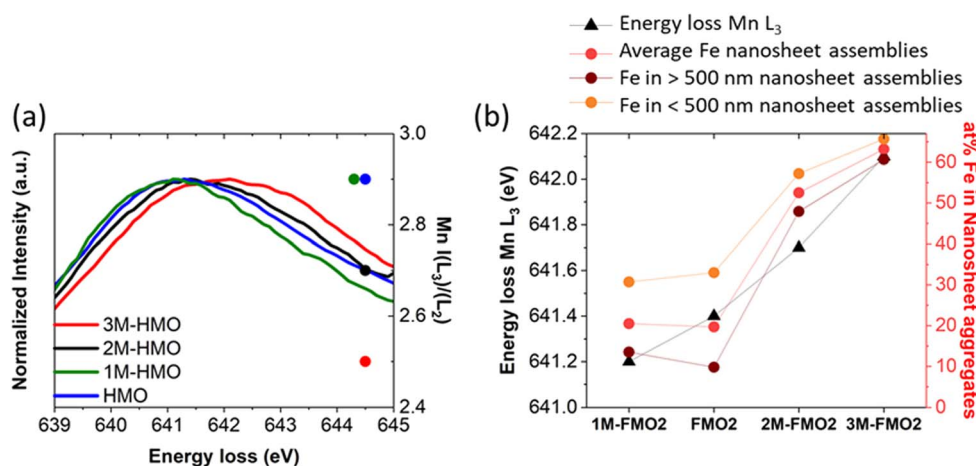 Energy loss Mn L₃
Average Fe nanosheet assemblies
Fe in > 500 nm nanosheet assemblies
Fe in < 500 nm nanosheet assemblies
(a)
Normalized Intensity (a.u.)
3M-HMO
2M-HMO
1M-HMO
HMO
639 640 641 642 643 644 645
Energy loss (eV)
3.0
2.8
2.6
2.4
Mn I(L₃)/(L₂)
(b)
Energy loss Mn L₃ (eV)
642.2
642.0
641.8
641.6
641.4
641.2
641.0
1M-FMO2 FMO2 2M-FMO2 3M-FMO2
60
50
40
30
20
10
0
at% Fe in Nanosheet aggregates